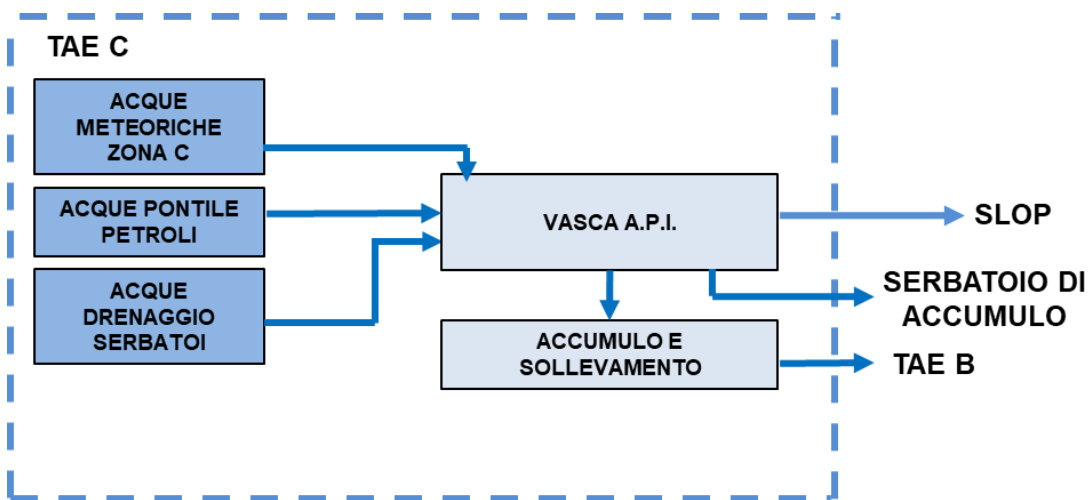 TAE C
ACQUE
METEORICHE
ZONA C
ACQUE PONTILE
PETROLI
ACQUE
DRENAGGIO
SERBATOI
VASCA A.P.I.
ACCUMULO E
SOLLEVAMENTO
SLOP
SERBATOIO DI
ACCUMULO
TAE B